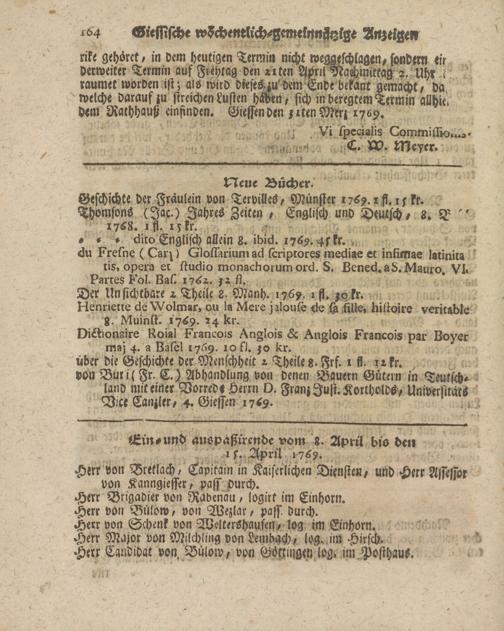 164 Giessische wöchentlich-gemeinnützige Anzeigen
rike gehöret, in dem heutigen Termin nicht weggeschlagen, sondern ein
derweiter Termin auf Freytag den 21ten April Nachmittag 2. Uhr
raumet worden ist; als wird dieses zu dem Ende bekant gemacht, da
welche darauf zu streichen Lusten haben, sich in beregtem Termin allhie
dem Rathhauß einfinden. Giessen den 31ten Merz 1769.
Vi specialis Commissio
C. W. Meyer.
Neue Bücher.
Geschichte der Fräulein von Tervilles, Münster 1769. 1 fl. 15 kr.
Thomsons (Jac.) Jahres Zeiten, Englisch und Deutsch, 8.
1768. 1 fl. 15 kr.
- - - dito Englisch allein 8. ibid. 1769. 45 kr.
du Fresne (Carl) Glossarium ad scriptores mediae et infimae latinita
tis, opera et studio monachorum ord. S. Bened. a S. Mauro. VI.
Partes Fol. Bas. 1762. 32 fl.
Der Unsichtbare 2 Theile 8. Manh. 1769. 1 fl. 30 kr.
Henriette de Wolmar, ou la Mere jalouse de sa fille, histoire veritable
8. Muinst. 1769. 24 kr.
Dictionaire Roial Francois Anglois & Anglois Francois par Boyer
maj 4. a Basel 1769. 10 fl. 30 kr.
über die Geschichte der Menschheit 2 Theile 8. Frf. 1 fl. 12 kr.
von Buri (Fr. C.) Abhandlung von denen Bauern Gütern in Teutsch-
land mit einer Vorrede Herrn D. Franz Just. Kortholds, Universitäts
Vice Canzler, 4. Giessen 1769.
Ein- und auspaßirende vom 8. April bis den
15. April 1769.
Herr von Bretlach, Capitain in Kaiserlichen Diensten, und Herr Assessor
von Kanngiesser, pass. durch.
Herr Brigadier von Rabenau, logirt im Einhorn.
Herr von Bülow, von Wezlar, pass. durch.
Herr von Schenk von Woltershausen, log. im Einhorn.
Herr Major von Milchling von Lembach, log. im Hirsch.
Herr Candidat von Bülow, von Göttingen log. im Posthaus.